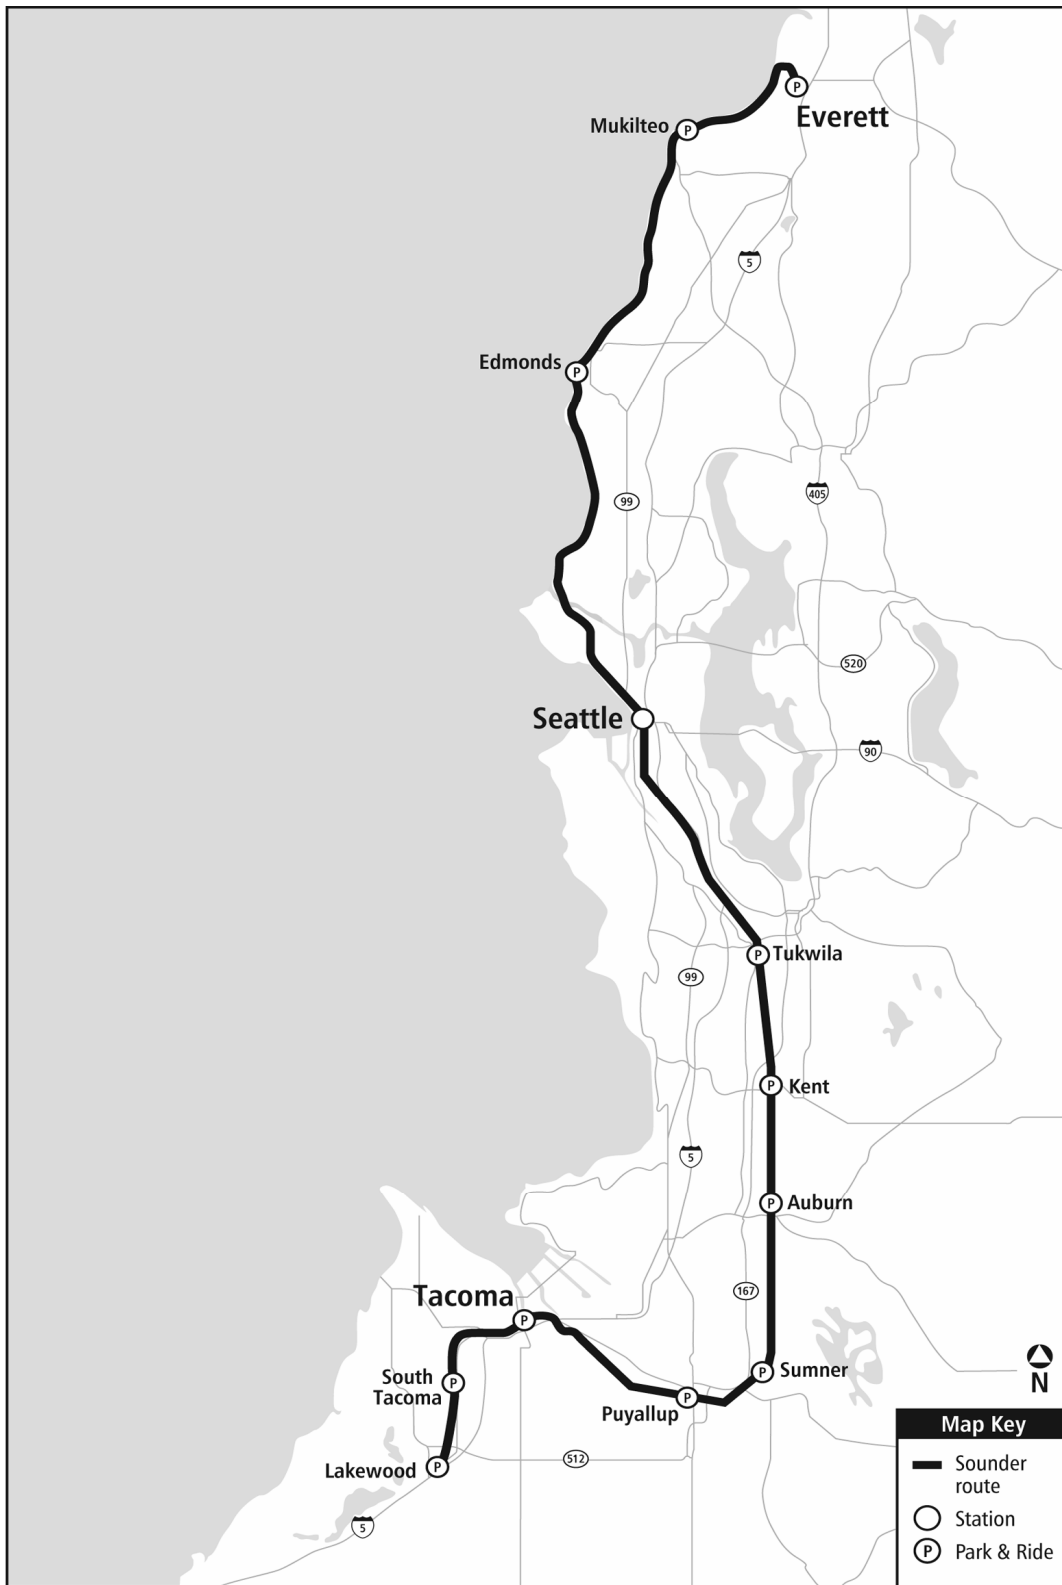 P
Everett
Mukilteo
P
5
Edmonds
P
405
99
520
Seattle
90
P
Tukwila
99
P
Kent
5
P
Auburn
167
Tacoma
P
P
Sumner
N
South
Tacoma
P
P
Puyallup
Map Key
512
Lakewood
P
Sounder
route
Station
5
P
Park & Ride